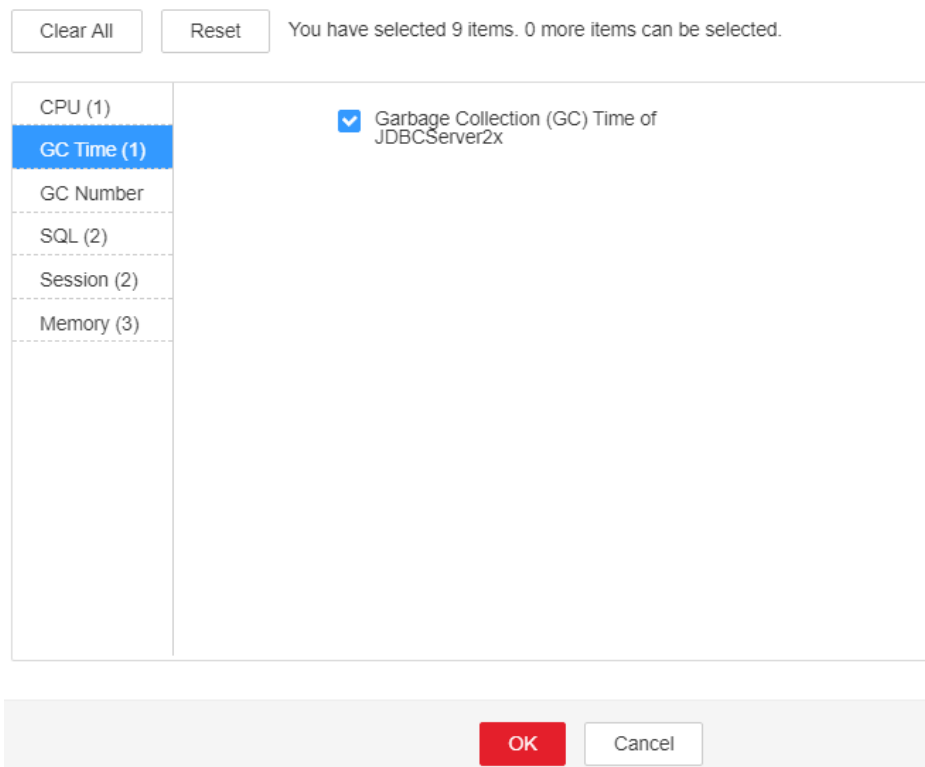 Clear All
Reset
You have selected 9 items. 0 more items can be selected.
CPU (1)
GC Time (1)
GC Number
SQL (2)
Session (2)
Memory (3)
Garbage Collection (GC) Time of
JDBCServer2x
OK
Cancel